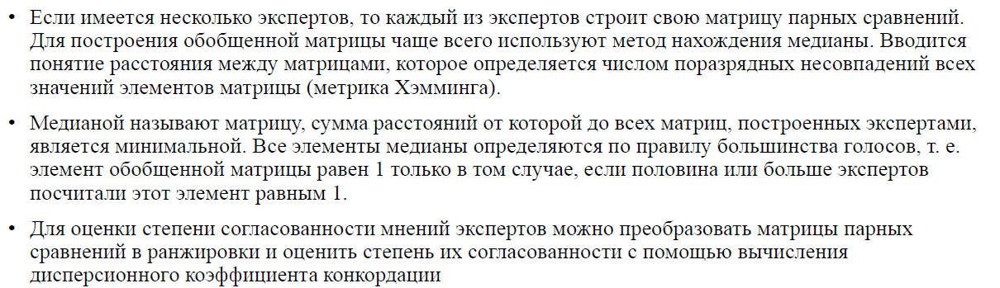 • Если имеется несколько экспертов, то каждый из экспертов строит свою матрицу парных сравнений.
Для построения обобщенной матрицы чаще всего используют метод нахождения медианы. Вводится
понятие расстояния между матрицами, которое определяется числом поразрядных несовпадений всех
значений элементов матрицы (метрика Хэмминга).
• Медианой называют матрицу, сумма расстояний от которой до всех матриц, построенных экспертами,
является минимальной. Все элементы медианы определяются по правилу большинства голосов, т. е.
элемент обобщенной матрицы равен 1 только в том случае, если половина или больше экспертов
посчитали этот элемент равным 1.
• Для оценки степени согласованности мнений экспертов можно преобразовать матрицы парных
сравнений в ранжировки и оценить степень их согласованности с помощью вычисления
дисперсионного коэффициента конкордации